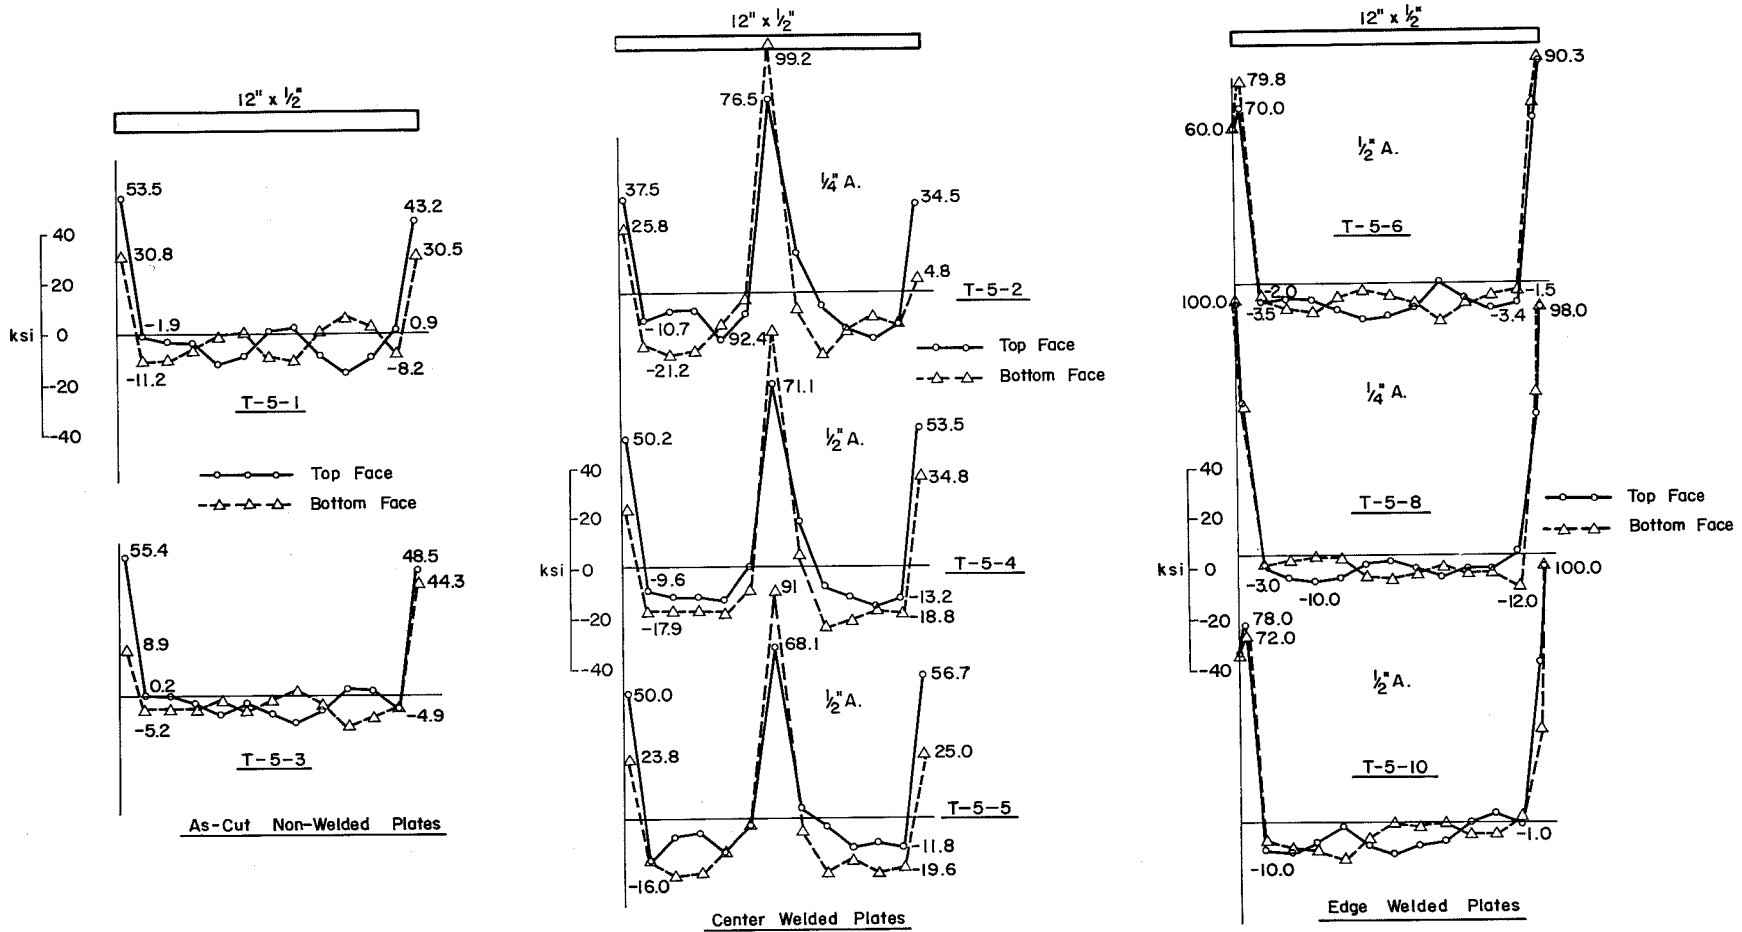 12" x 1/2"
53.5
43.2
40
30.8
30.5
20
-1.9
0.9
ksi
0
-11.2
-8.2
-20
T-5-1
-40
Top Face
Bottom Face
55.4
48.5
44.3
8.9
0.2
-5.2
-4.9
T-5-3
As-Cut Non-Welded Plates
12" x 1/2"
99.2
76.5
1/4" A.
37.5
34.5
25.8
4.8
T-5-2
-10.7
92.4
-21.2
Top Face
Bottom Face
71.1
50.2
1/2" A.
53.5
40
34.8
20
-9.6
T-5-4
ksi
0
91
-13.2
-17.9
-18.8
-20
68.1
-40
50.0
1/2" A.
56.7
23.8
25.0
T-5-5
-11.8
-16.0
-19.6
Center Welded Plates
12" x 1/2"
90.3
79.8
70.0
60.0
1/2" A.
T-5-6
-2.0
-1.5
100.0
-3.5
-3.4
98.0
1/4" A.
40
T-5-8
Top Face
20
Bottom Face
ksi
0
100.0
-3.0
-10.0
-12.0
-20
78.0
72.0
-40
1/2" A.
T-5-10
-1.0
-10.0
Edge Welded Plates